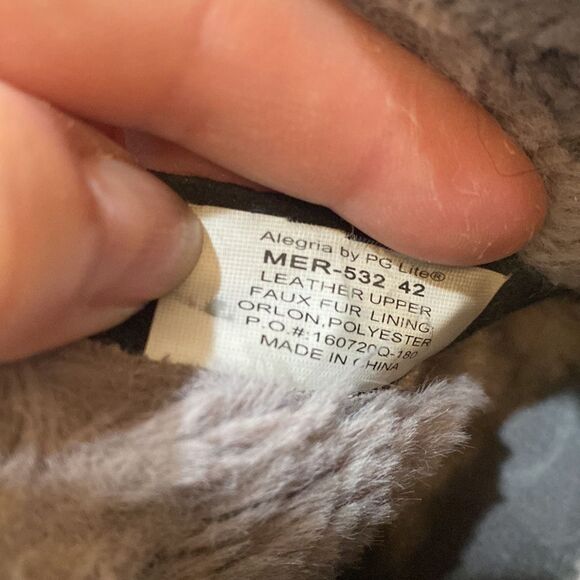 Alegria by PG Lite®
MER-532 42
LEATHER UPPER
FAUX FUR LINING:
ORLON,POLYESTER
P.O.#:160720Q-180
MADE IN CHINA